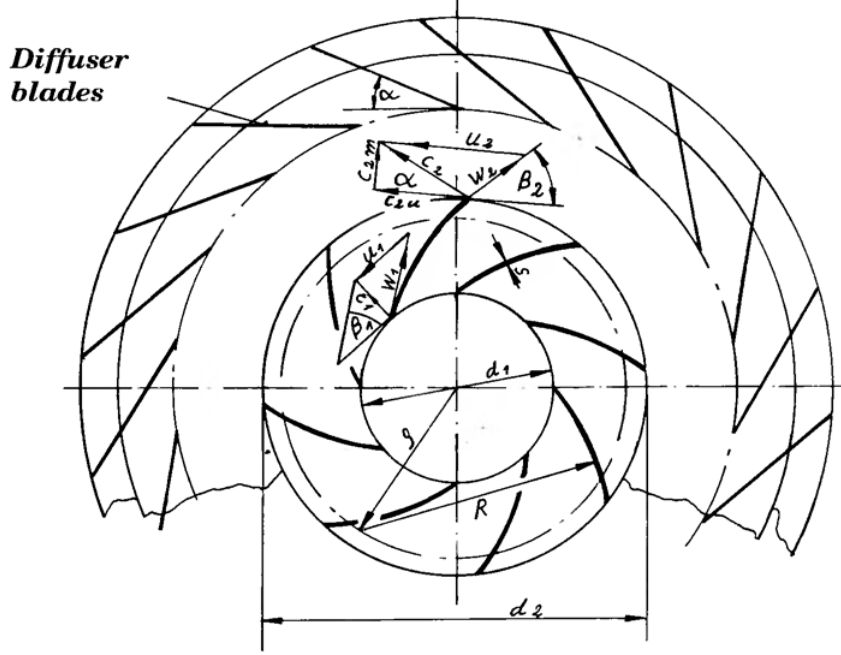 Diffuser
blades
α
u₂
c₂
c₂m
α
w₂
β₂
c₂u
u₁
w₁
c₁
β₁
s
d₁
ρ
R
d₂